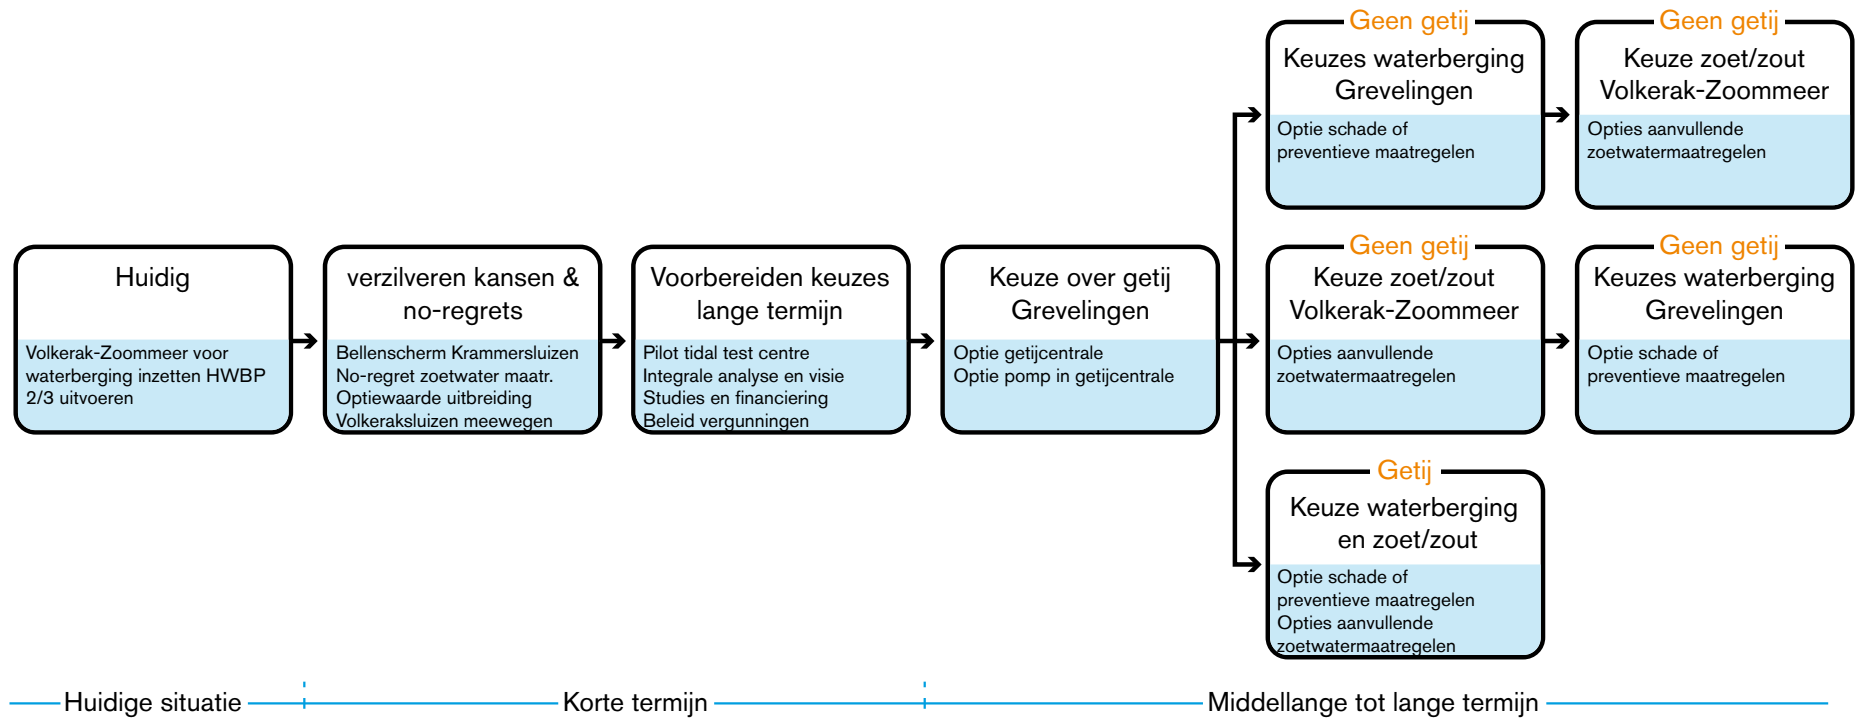 Huidig
Volkerak-Zoommeer voor
waterberging inzetten HWBP
2/3 uitvoeren
verzilveren kansen &
no-regrets
Bellenscherm Krammersluizen
No-regret zoetwater maatr.
Optiewaarde uitbreiding
Volkeraksluizen meewegen
Voorbereiden keuzes
lange termijn
Pilot tidal test centre
Integrale analyse en visie
Studies en financiering
Beleid vergunningen
Keuze over getij
Grevelingen
Optie getijcentrale
Optie pomp in getijcentrale
Geen getij
Keuzes waterberging
Grevelingen
Optie schade of
preventieve maatregelen
Geen getij
Keuze zoet/zout
Volkerak-Zoommeer
Opties aanvullende
zoetwatermaatregelen
Geen getij
Keuze zoet/zout
Volkerak-Zoommeer
Opties aanvullende
zoetwatermaatregelen
Geen getij
Keuzes waterberging
Grevelingen
Optie schade of
preventieve maatregelen
Getij
Keuze waterberging
en zoet/zout
Optie schade of
preventieve maatregelen
Opties aanvullende
zoetwatermaatregelen
Huidige situatie
Korte termijn
Middellange tot lange termijn